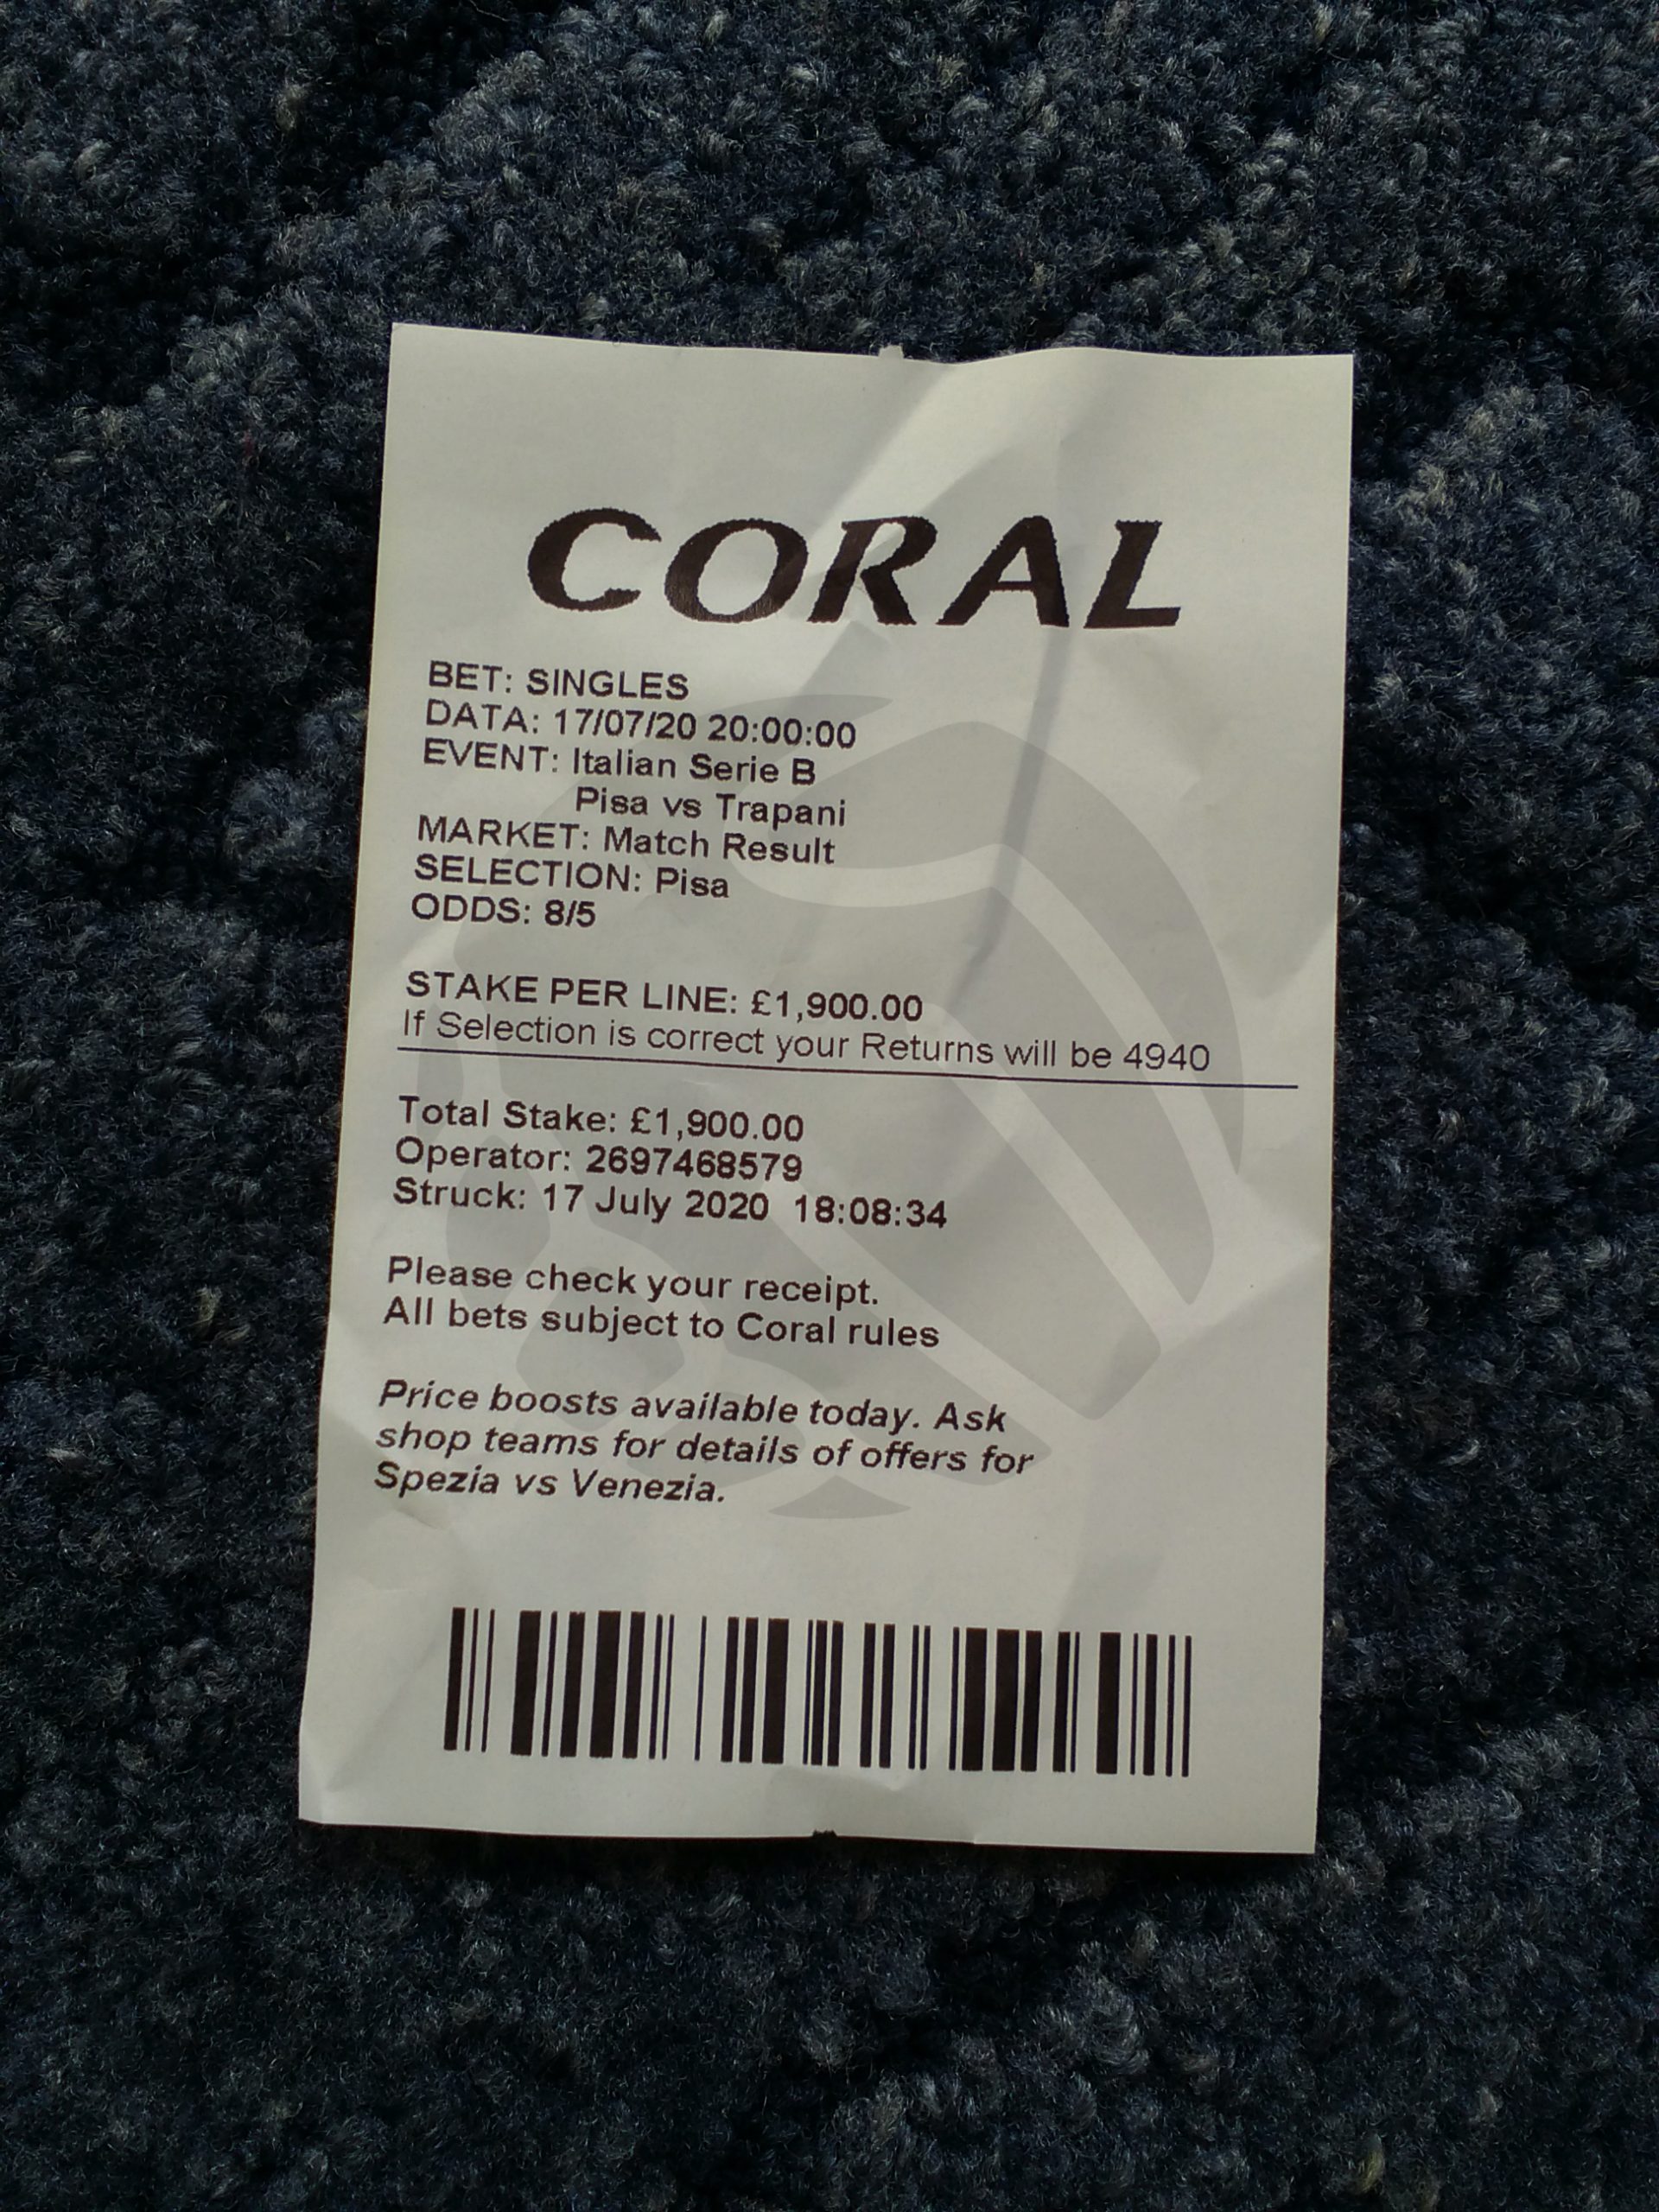 CORAL
BET: SINGLES
DATA: 17/07/20 20:00:00
EVENT: Italian Serie B
Pisa vs Trapani
MARKET: Match Result
SELECTION: Pisa
ODDS: 8/5
STAKE PER LINE: £1,900.00
If Selection is correct your Returns will be 4940
Total Stake: £1,900.00
Operator: 2697468579
Struck: 17 July 2020 18:08:34
Please check your receipt.
All bets subject to Coral rules
Price boosts available today. Ask
shop teams for details of offers for
Spezia vs Venezia.